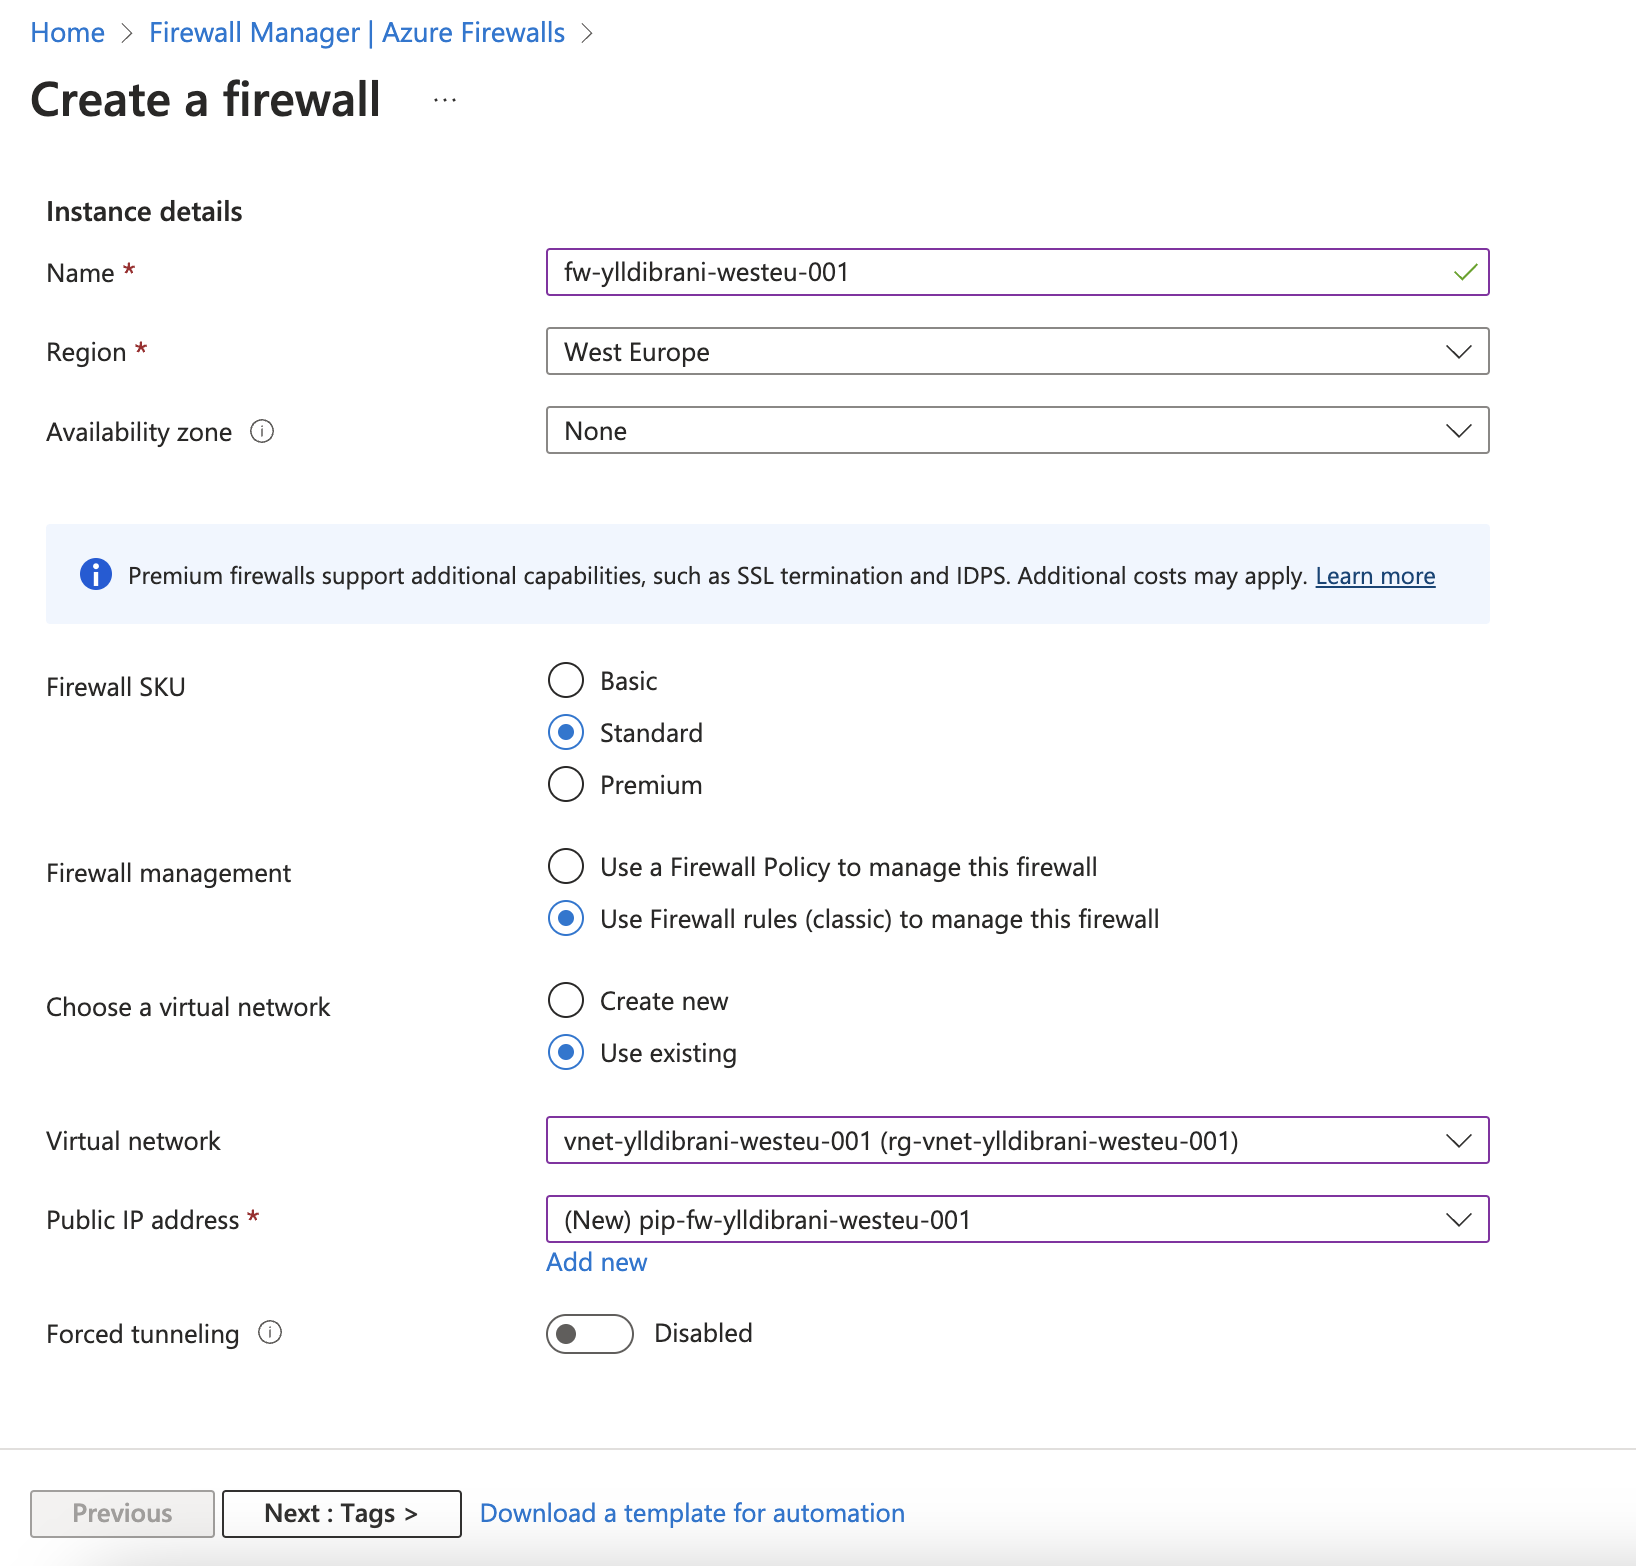 Home > Firewall Manager | Azure Firewalls >
Create a firewall ...
Instance details
Name *
fw-ylldibrani-westeu-001
Region *
West Europe
Availability zone
None
Premium firewalls support additional capabilities, such as SSL termination and IDPS. Additional costs may apply. Learn more
Firewall SKU
Basic
Standard
Premium
Firewall management
Use a Firewall Policy to manage this firewall
Use Firewall rules (classic) to manage this firewall
Choose a virtual network
Create new
Use existing
Virtual network
vnet-ylldibrani-westeu-001 (rg-vnet-ylldibrani-westeu-001)
Public IP address *
(New) pip-fw-ylldibrani-westeu-001
Add new
Forced tunneling
Disabled
Previous
Next : Tags >
Download a template for automation